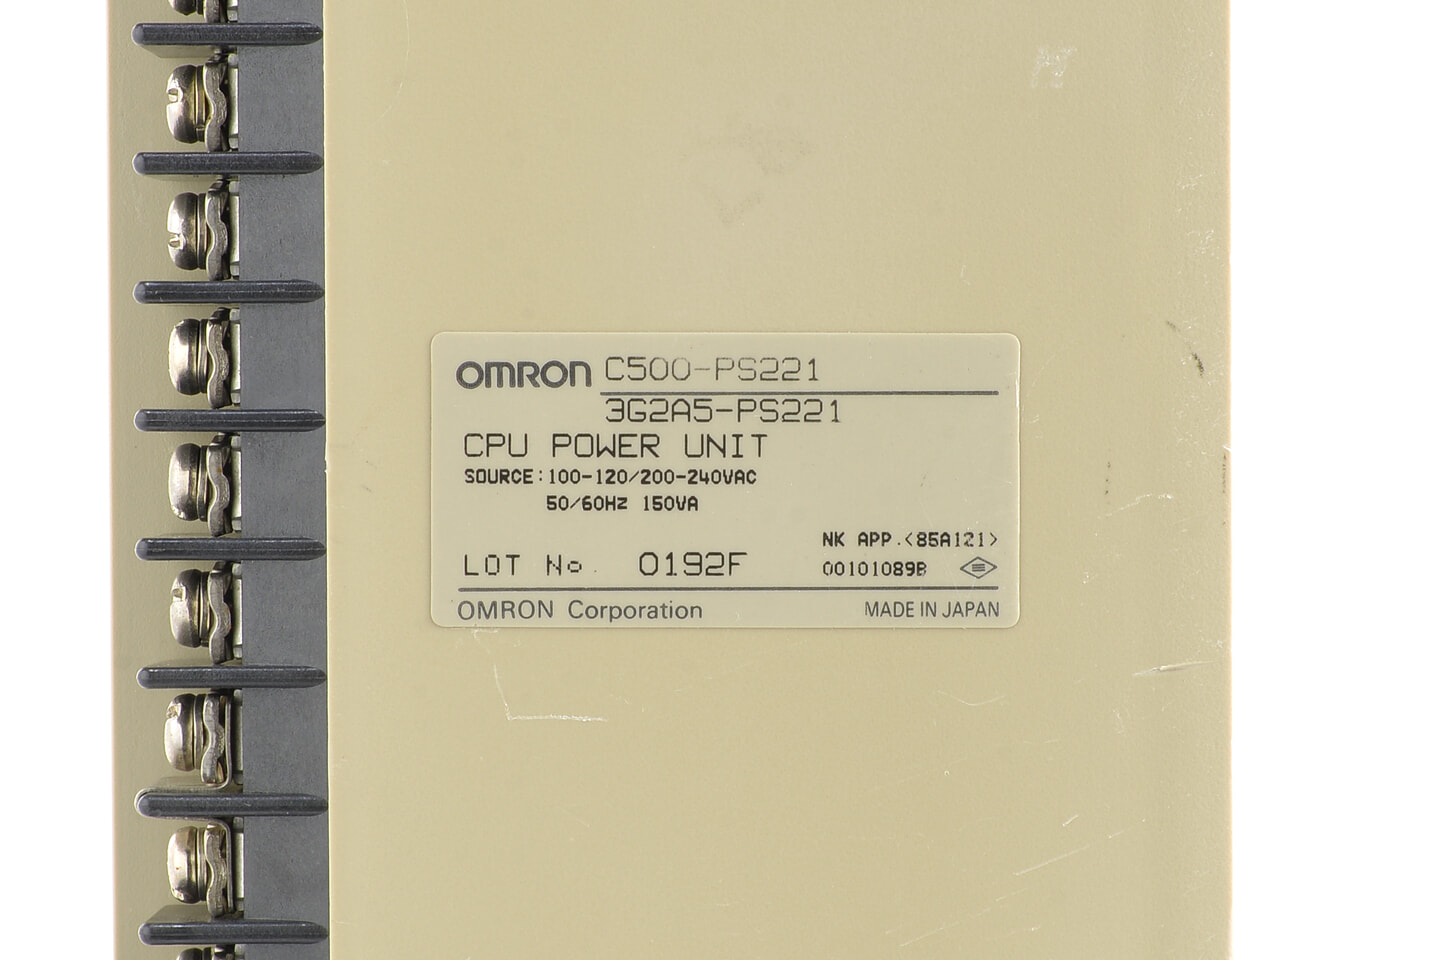 OMRON C500-PS221
3G2A5-PS221
CPU POWER UNIT
SOURCE:100-120/200-240VAC
50/60Hz 150VA
NK APP.<85A121>
LOT No. 0192F 00101089B
OMRON Corporation MADE IN JAPAN